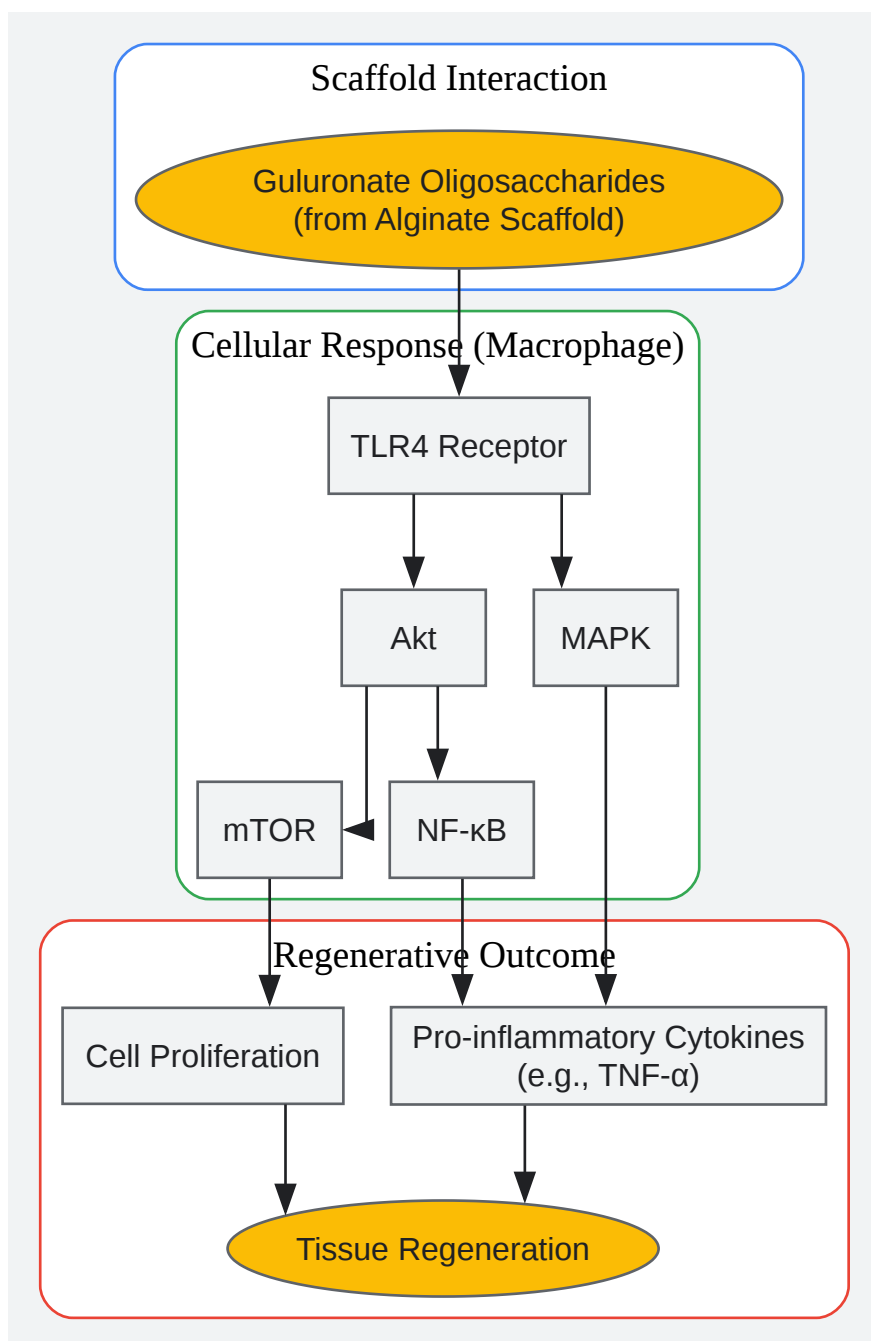 Scaffold Interaction
Guluronate Oligosaccharides
(from Alginate Scaffold)
Cellular Response (Macrophage)
TLR4 Receptor
Akt
MAPK
mTOR
NF-κB
Regenerative Outcome
Cell Proliferation
Pro-inflammatory Cytokines
(e.g., TNF-α)
Tissue Regeneration